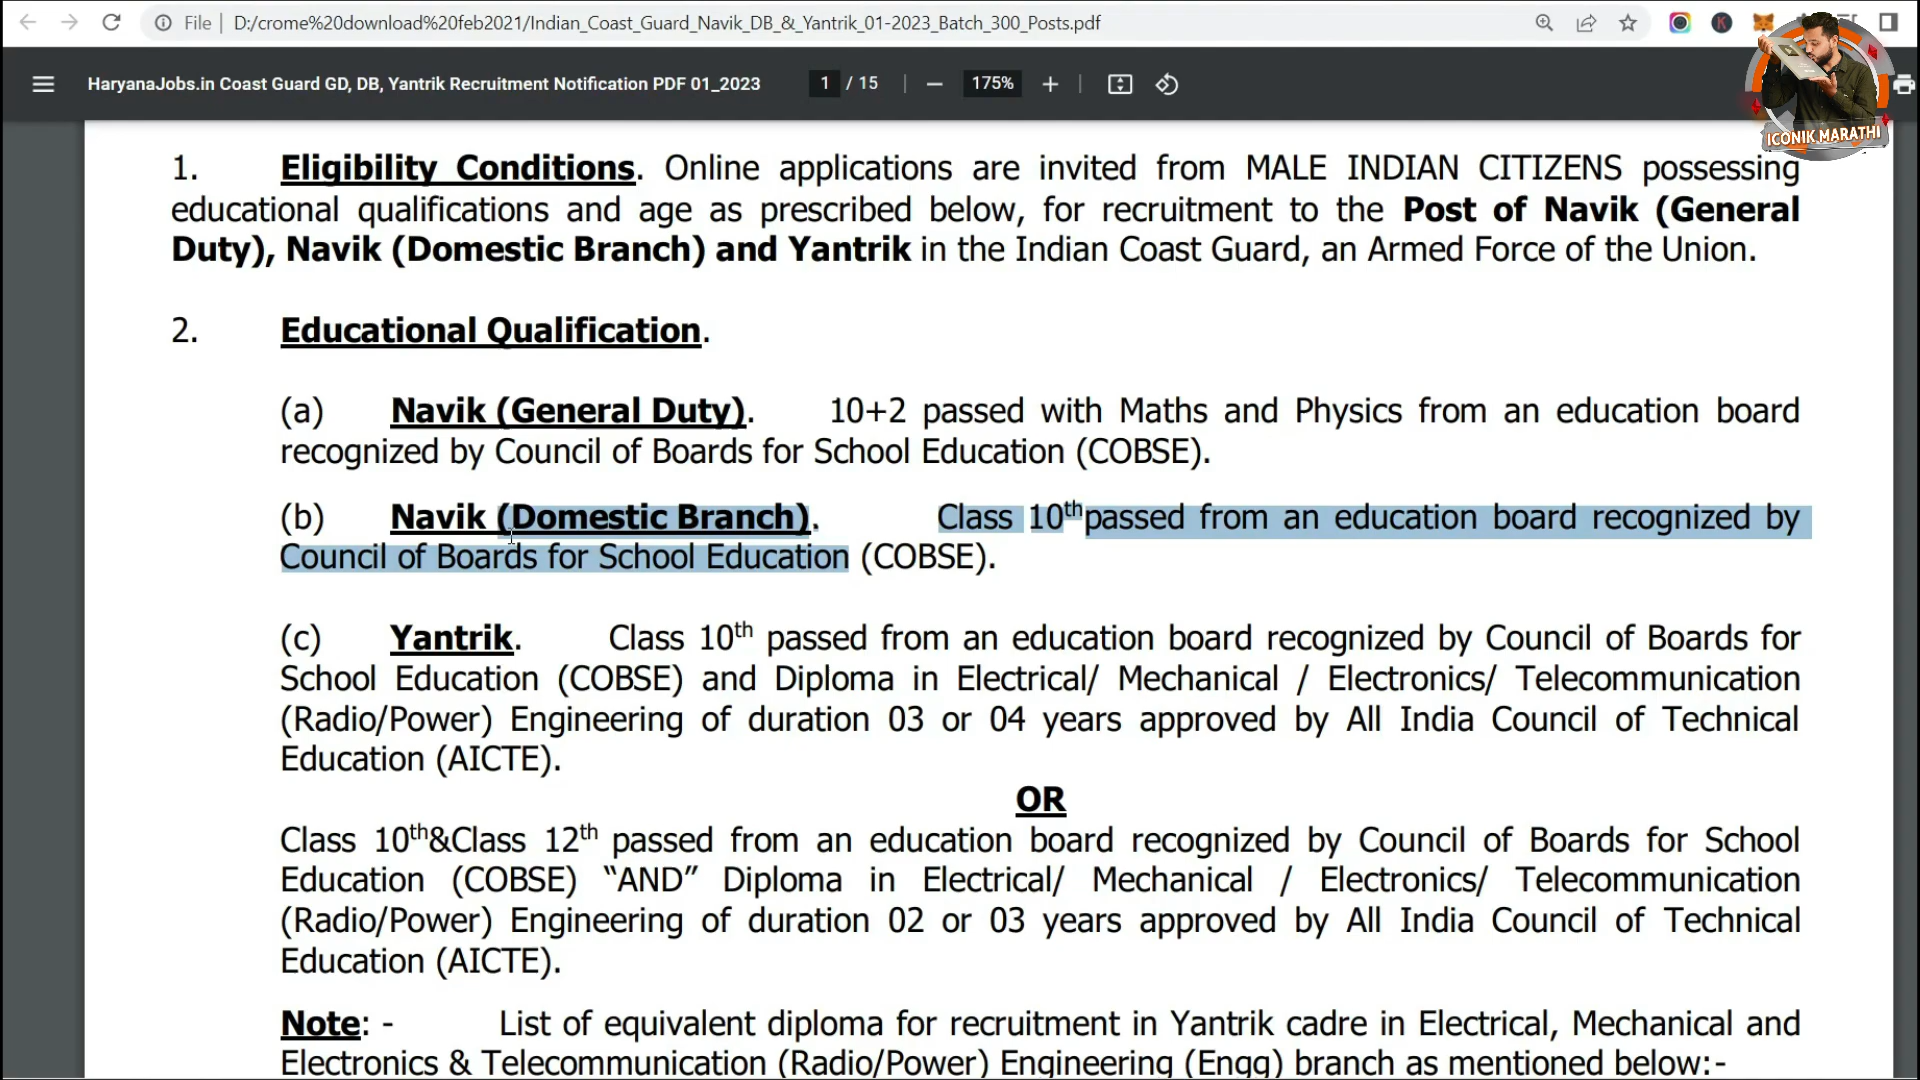 File | D:/crome%20download%20feb2021/Indian_Coast_Guard_Navik_DB_&_Yantrik_01-2023_Batch_300_Posts.pdf
HaryanaJobs.in Coast Guard GD, DB, Yantrik Recruitment Notification PDF 01_2023 1 / 15 175%
ICONIK MARATHI
1. Eligibility Conditions. Online applications are invited from MALE INDIAN CITIZENS possessing
educational qualifications and age as prescribed below, for recruitment to the Post of Navik (General
Duty), Navik (Domestic Branch) and Yantrik in the Indian Coast Guard, an Armed Force of the Union.
2. Educational Qualification.
(a) Navik (General Duty). 10+2 passed with Maths and Physics from an education board
recognized by Council of Boards for School Education (COBSE).
(b) Navik (Domestic Branch). Class 10th passed from an education board recognized by
Council of Boards for School Education (COBSE).
(c) Yantrik. Class 10th passed from an education board recognized by Council of Boards for
School Education (COBSE) and Diploma in Electrical/ Mechanical / Electronics/ Telecommunication
(Radio/Power) Engineering of duration 03 or 04 years approved by All India Council of Technical
Education (AICTE).
OR
Class 10th&Class 12th passed from an education board recognized by Council of Boards for School
Education (COBSE) “AND” Diploma in Electrical/ Mechanical / Electronics/ Telecommunication
(Radio/Power) Engineering of duration 02 or 03 years approved by All India Council of Technical
Education (AICTE).
Note: - List of equivalent diploma for recruitment in Yantrik cadre in Electrical, Mechanical and
Electronics & Telecommunication (Radio/Power) Engineering (Engg) branch as mentioned below:-